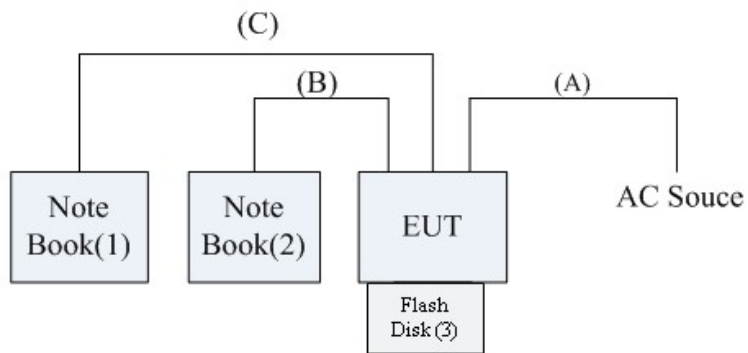 (C)
(B)
(A)
Note
Book(1)
Note
Book(2)
EUT
AC Souce
Flash
Disk (3)